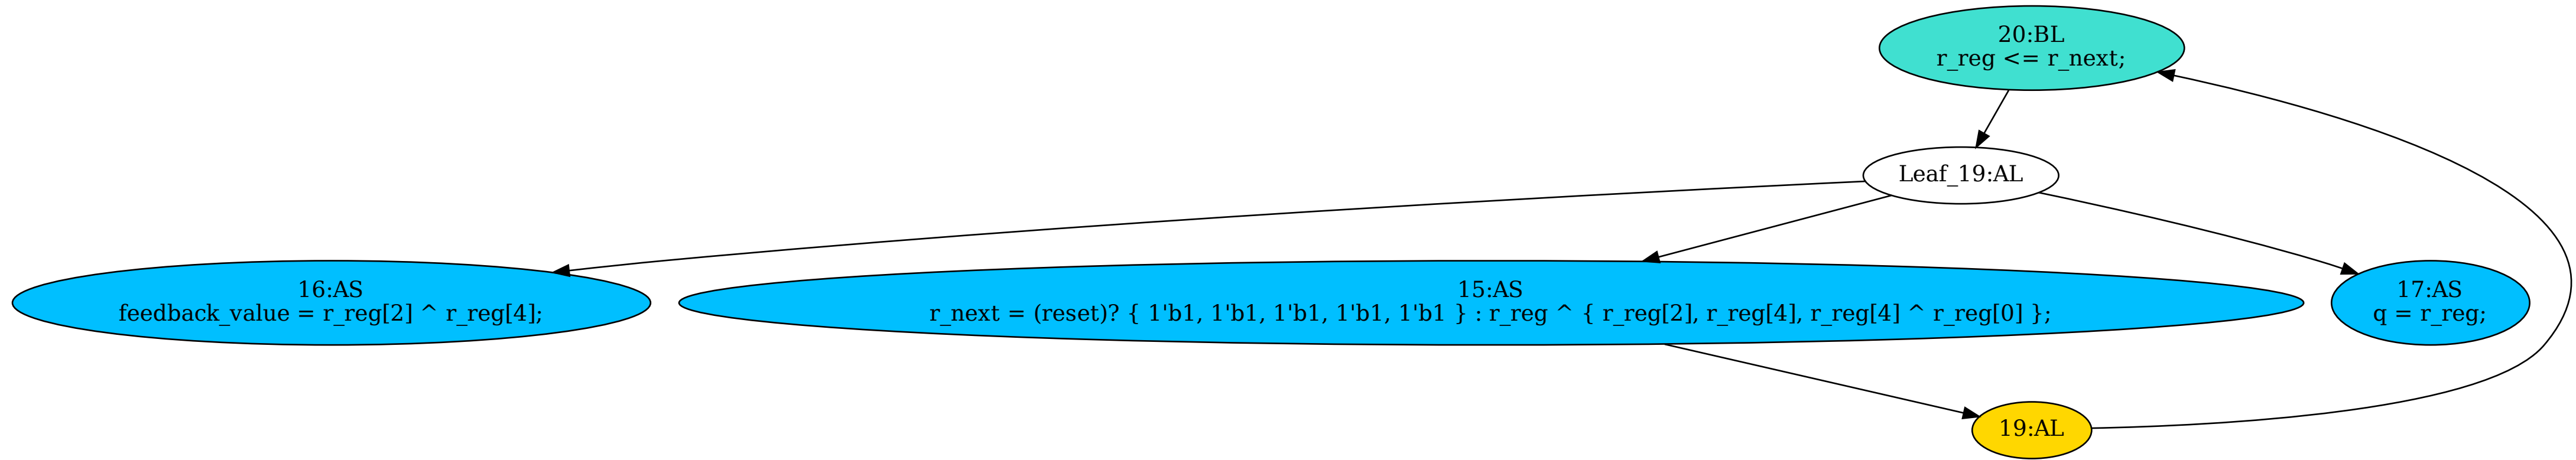 20:BL
r_reg <= r_next;
Leaf_19:AL
16:AS
feedback_value = r_reg[2] ^ r_reg[4];
15:AS
r_next = (reset)? { 1'b1, 1'b1, 1'b1, 1'b1, 1'b1 } : r_reg ^ { r_reg[2], r_reg[4], r_reg[4] ^ r_reg[0] };
17:AS
q = r_reg;
19:AL